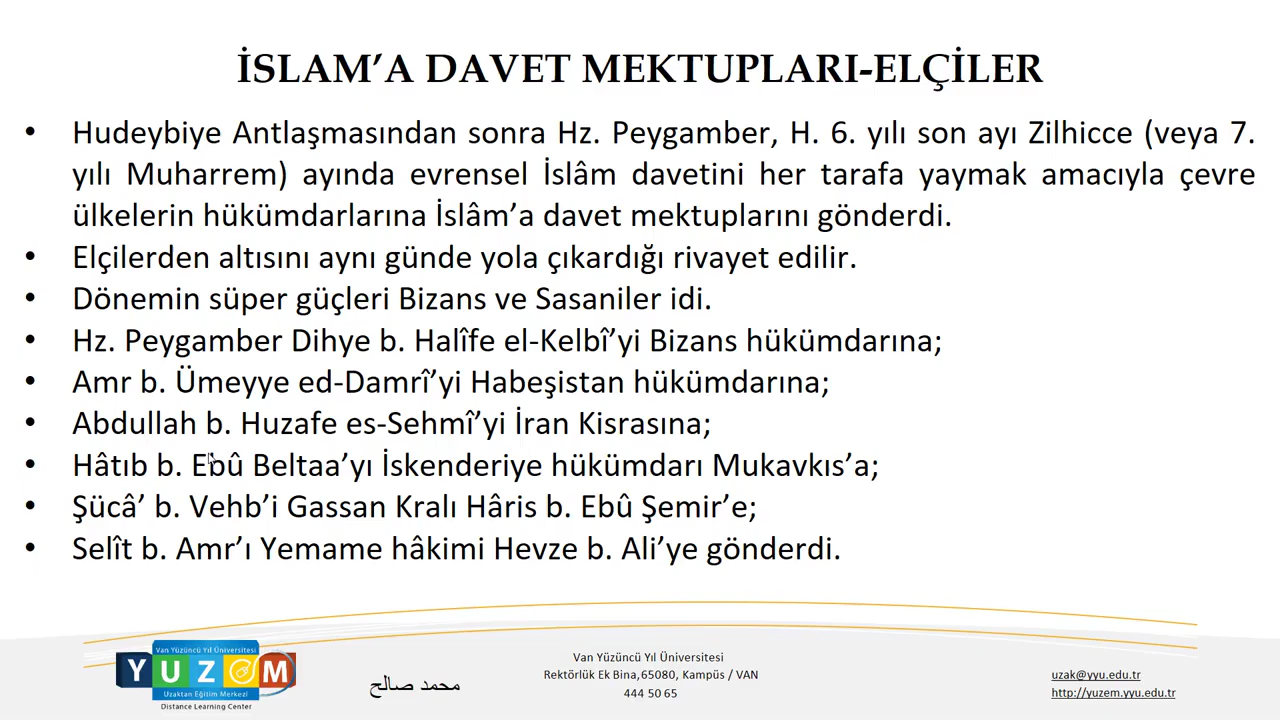 İSLAM’A DAVET MEKTUPLARI-ELÇİLER
• Hudeybiye Antlaşmasından sonra Hz. Peygamber, H. 6. yılı son ayı Zilhicce (veya 7.
yılı Muharrem) ayında evrensel İslâm davetini her tarafa yaymak amacıyla çevre
ülkelerin hükümdarlarına İslâm’a davet mektuplarını gönderdi.
• Elçilerden altısını aynı günde yola çıkardığı rivayet edilir.
• Dönemin süper güçleri Bizans ve Sasaniler idi.
• Hz. Peygamber Dihye b. Halîfe el-Kelbî’yi Bizans hükümdarına;
• Amr b. Ümeyye ed-Damrî’yi Habeşistan hükümdarına;
• Abdullah b. Huzafe es-Sehmî’yi İran Kisrasına;
• Hâtıb b. Ebû Beltaa’yı İskenderiye hükümdarı Mukavkıs’a;
• Şücâ’ b. Vehb’i Gassan Kralı Hâris b. Ebû Şemir’e;
• Selît b. Amr’ı Yemame hâkimi Hevze b. Ali’ye gönderdi.
Van Yüzüncü Yıl Üniversitesi
YUZEM
Uzaktan Eğitim Merkezi
Distance Learning Center
محمد صالح
Van Yüzüncü Yıl Üniversitesi
Rektörlük Ek Bina,65080, Kampüs / VAN
444 50 65
uzak@yyu.edu.tr
http://yuzem.yyu.edu.tr